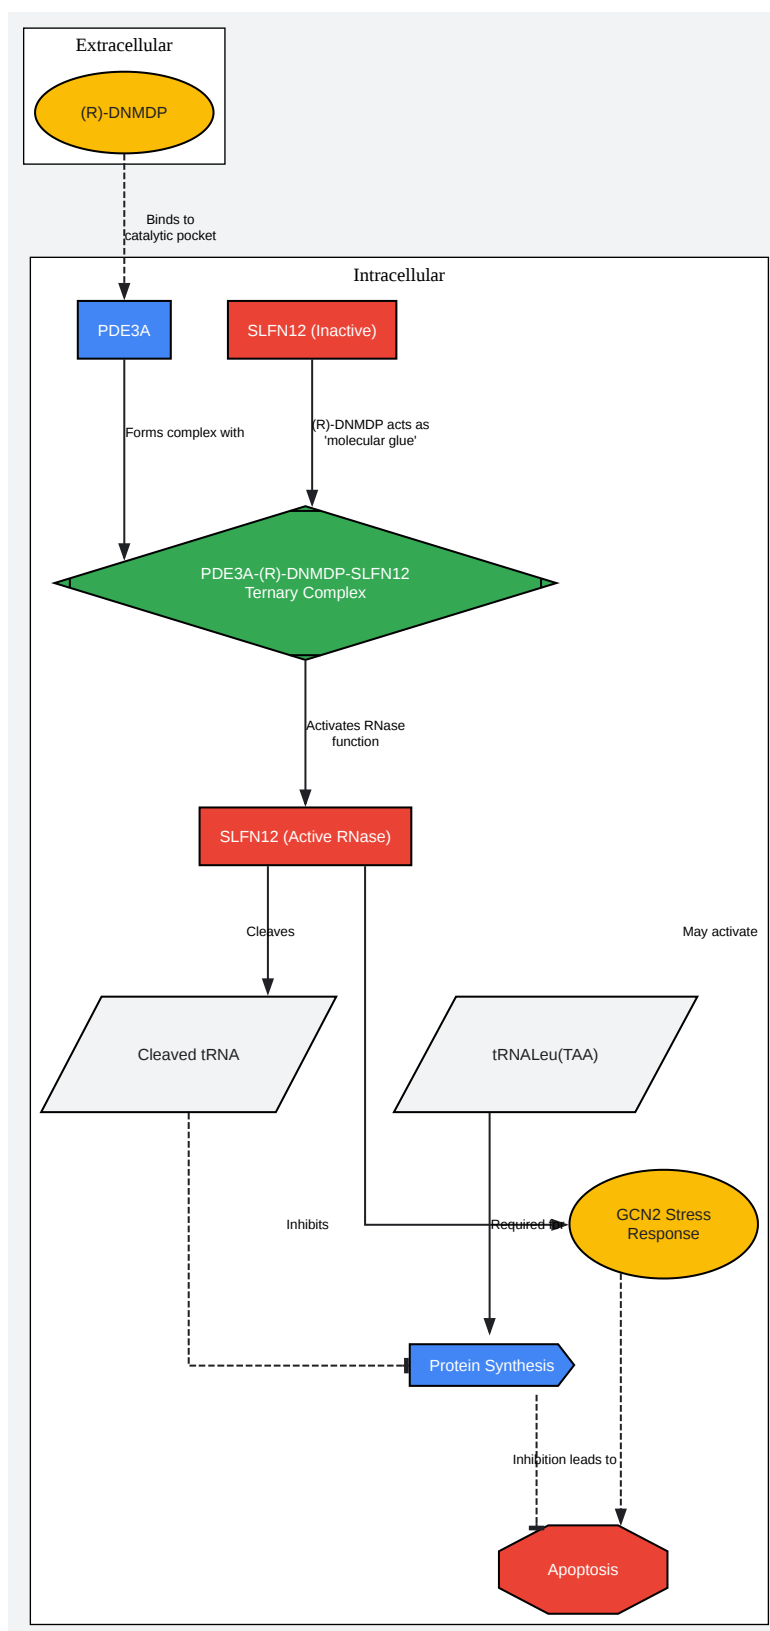 Extracellular
(R)-DNMDP
Binds to
catalytic pocket
Intracellular
PDE3A
SLFN12 (Inactive)
Forms complex with
(R)-DNMDP acts as
'molecular glue'
PDE3A-(R)-DNMDP-SLFN12
Ternary Complex
Activates RNase
function
SLFN12 (Active RNase)
Cleaves
May activate
Cleaved tRNA
tRNALeu(TAA)
Inhibits
Required for
GCN2 Stress
Response
Protein Synthesis
Inhibition leads to
Apoptosis